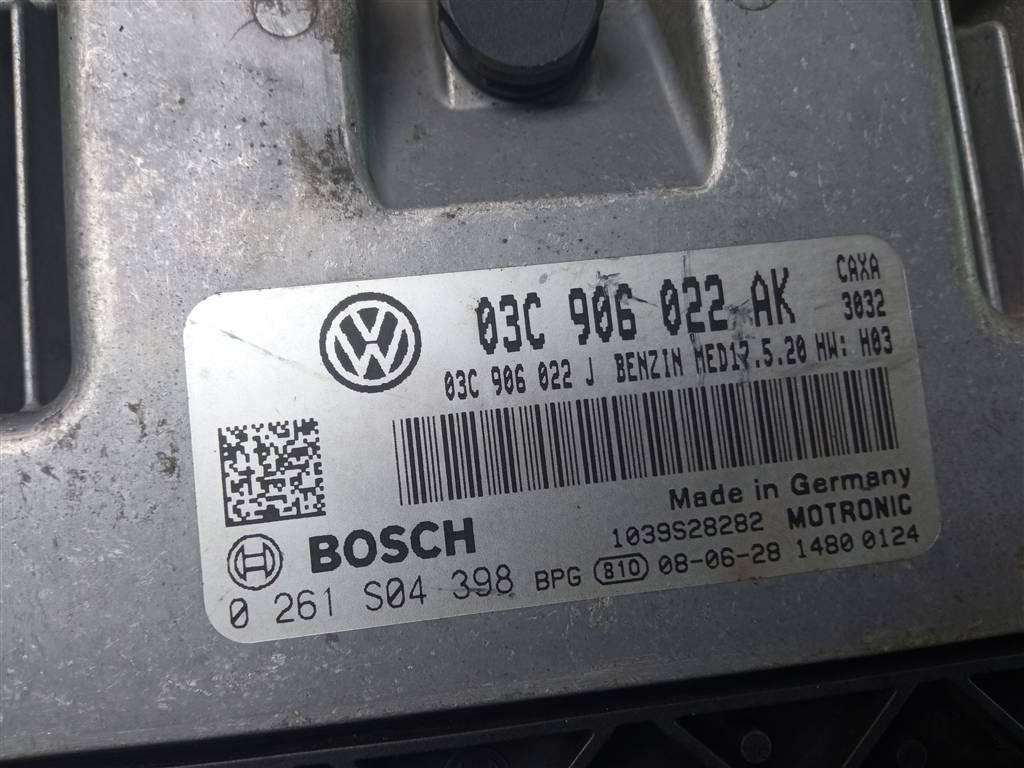 03C 906 022 AK CAXA
3032
03C 906 022 J BENZIN MED17.5.20 HW: H03
Made in Germany
BOSCH 1039S28282 MOTRONIC
0 261 S04 398 BPG 810 08-06-28 1480 0124